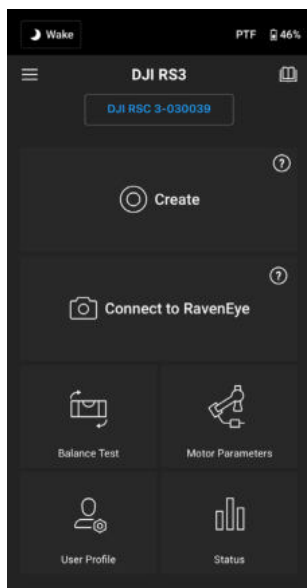 Wake PTF 46%
DJI RS3
DJI RSC 3-030039
?
Create
?
Connect to RavenEye
Balance Test Motor Parameters
User Profile Status